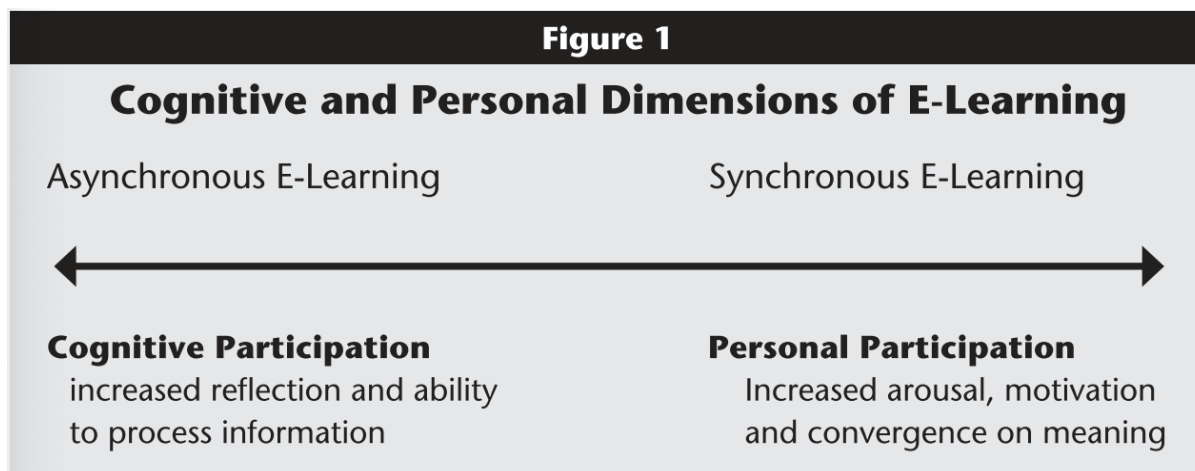 Figure 1
Cognitive and Personal Dimensions of E-Learning
Asynchronous E-Learning
Synchronous E-Learning
Cognitive Participation
increased reflection and ability
to process information
Personal Participation
Increased arousal, motivation
and convergence on meaning